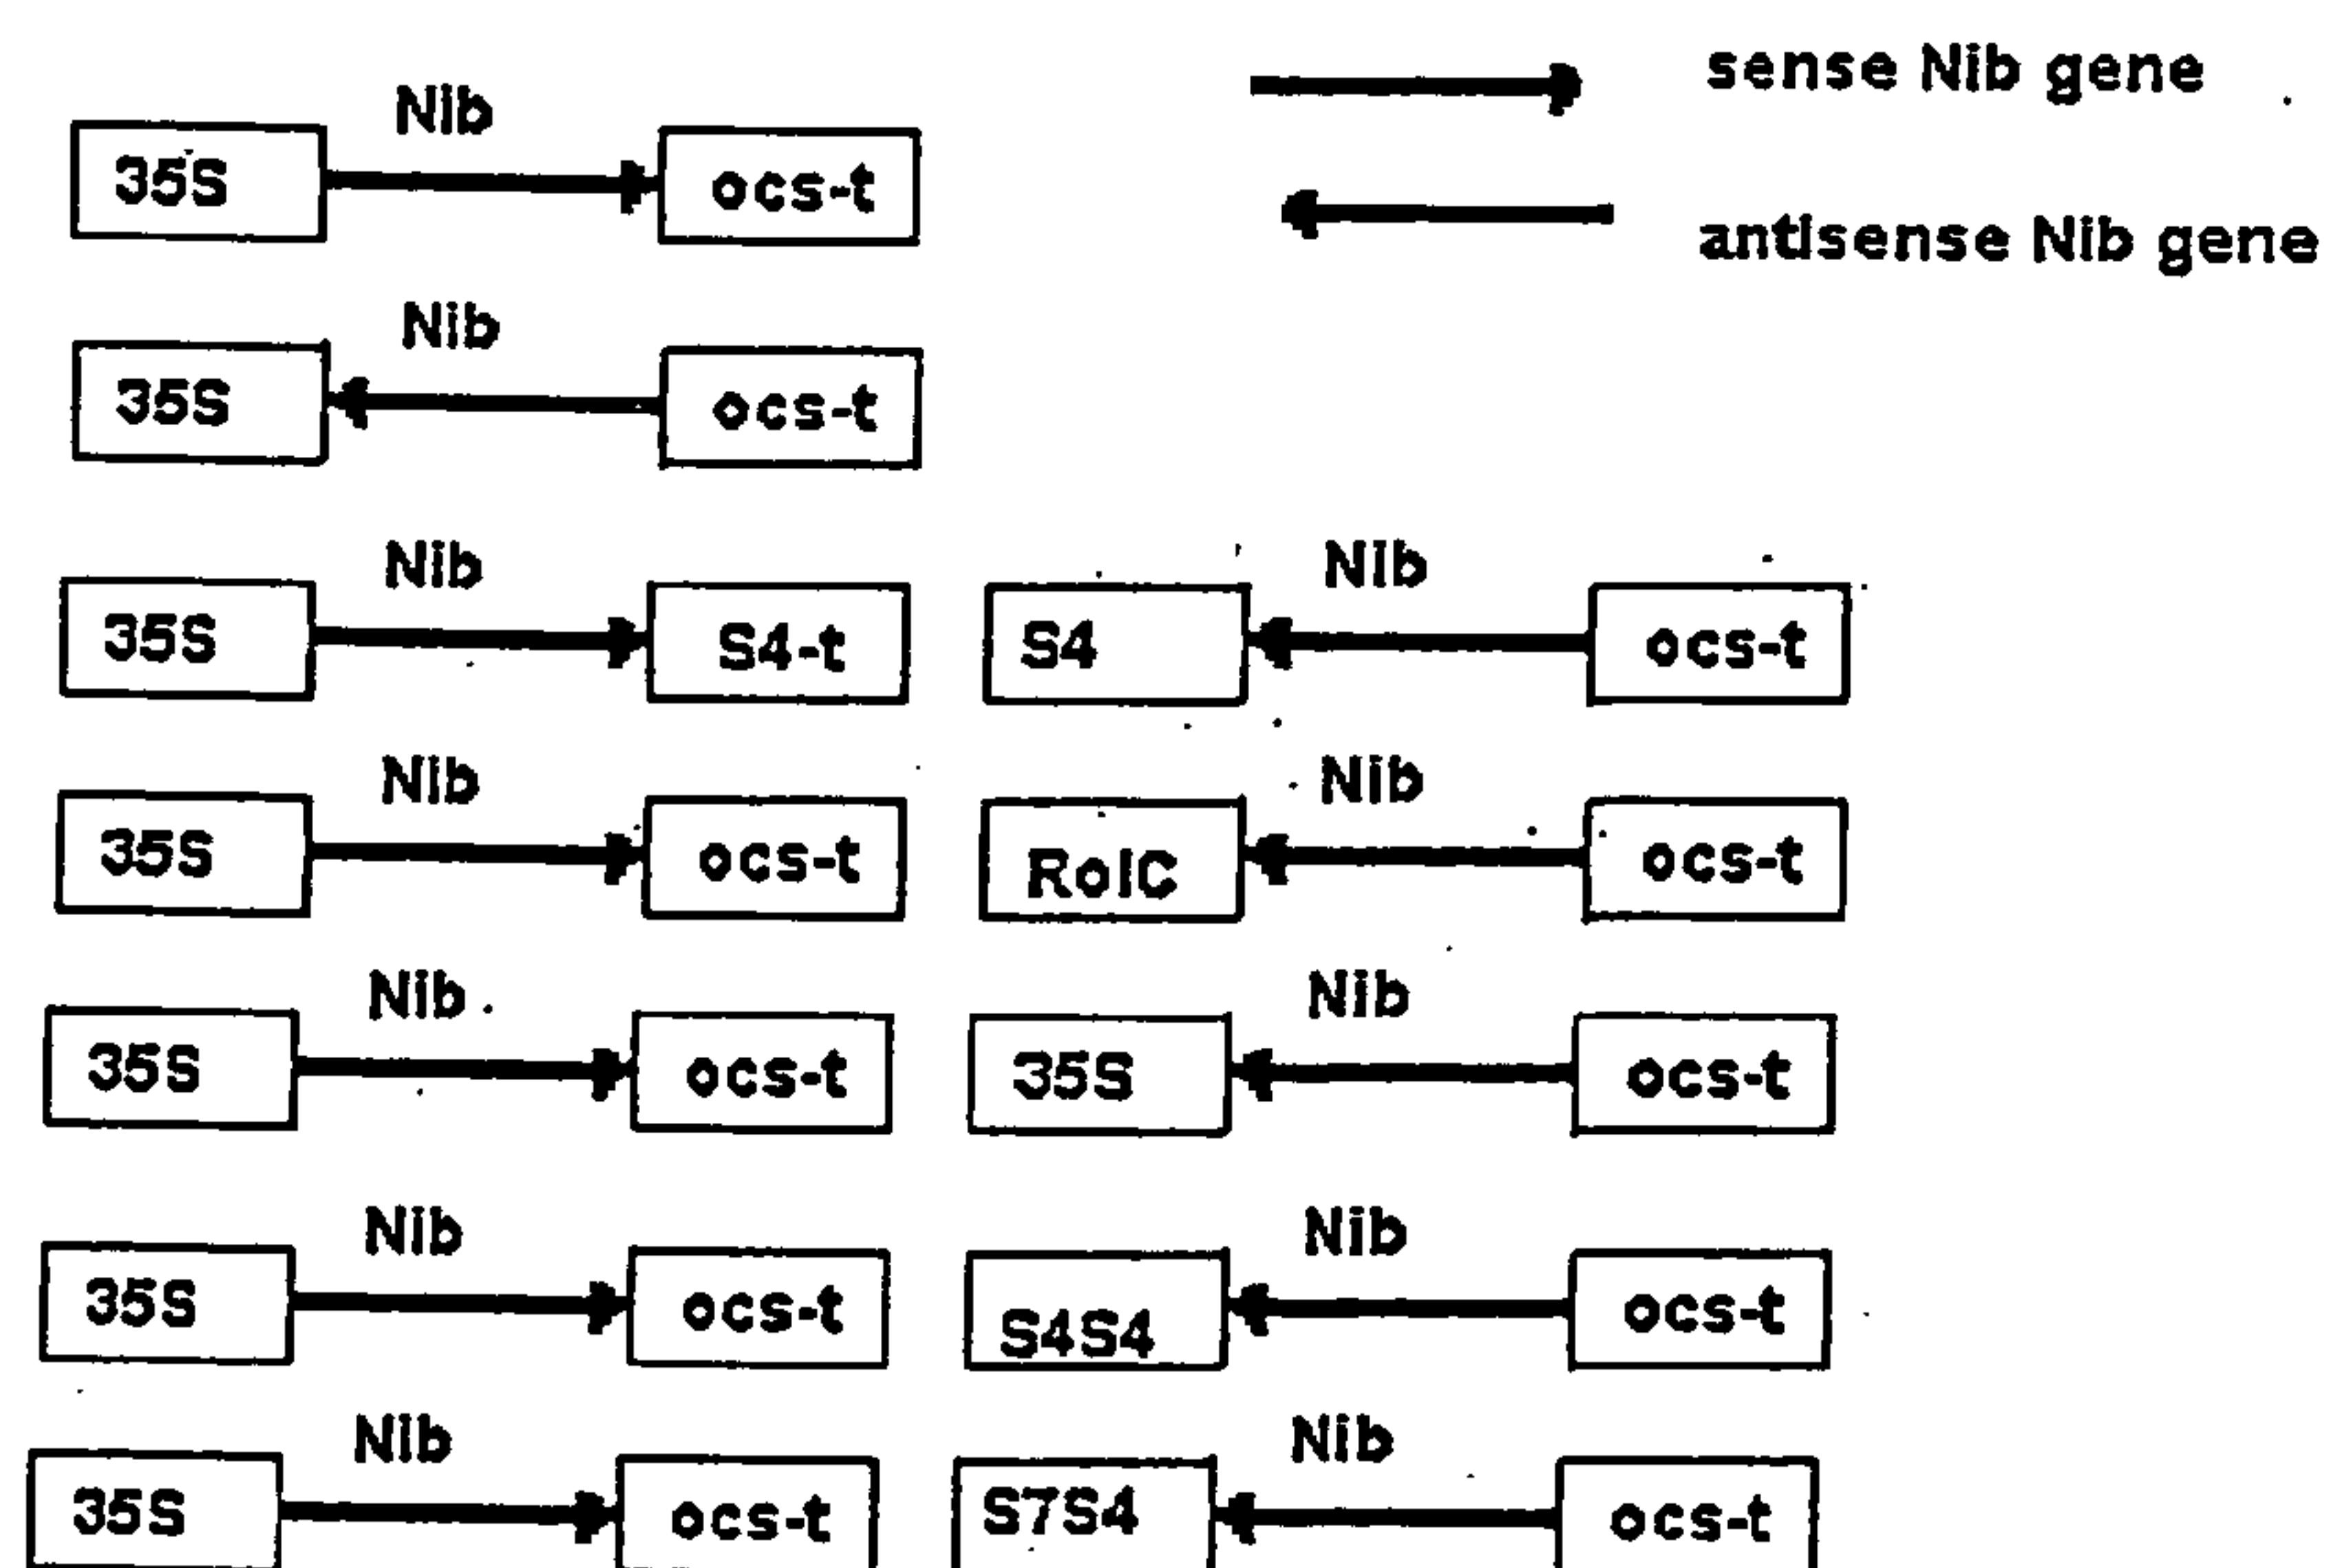 Nib
sense Nib gene
35S ocs-t
antisense Nib gene
Nib
35S ocs-t
Nib Nib
35S S4-t S4 ocs-t
Nib Nib
35S ocs-t RolC ocs-t
Nib Nib
35S ocs-t 35S ocs-t
Nib Nib
35S ocs-t S4S4 ocs-t
Nib Nib
35S ocs-t S7S4 ocs-t